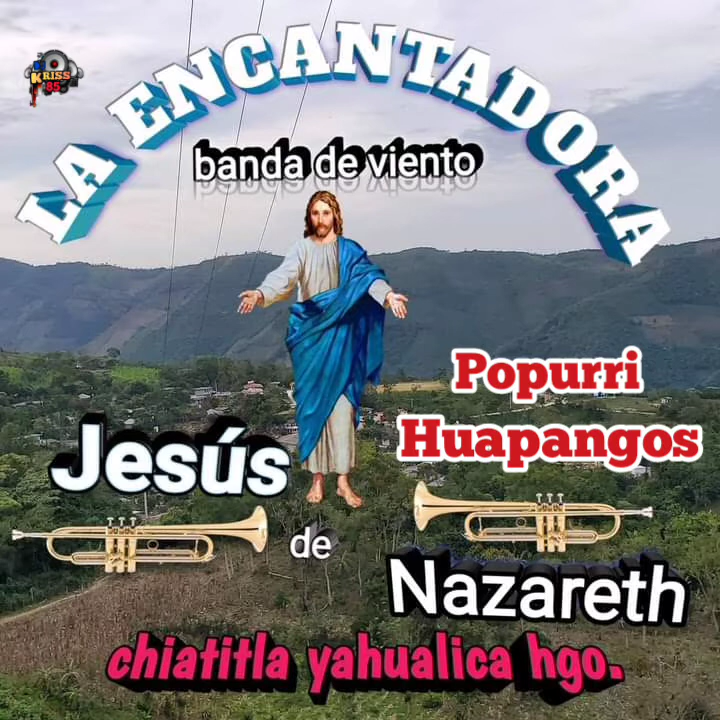 KRISS
85
LA ENCANTADORA
banda de viento
Popurri
Huapangos
Jesús
de
Nazareth
chiatitla yahualica hgo.